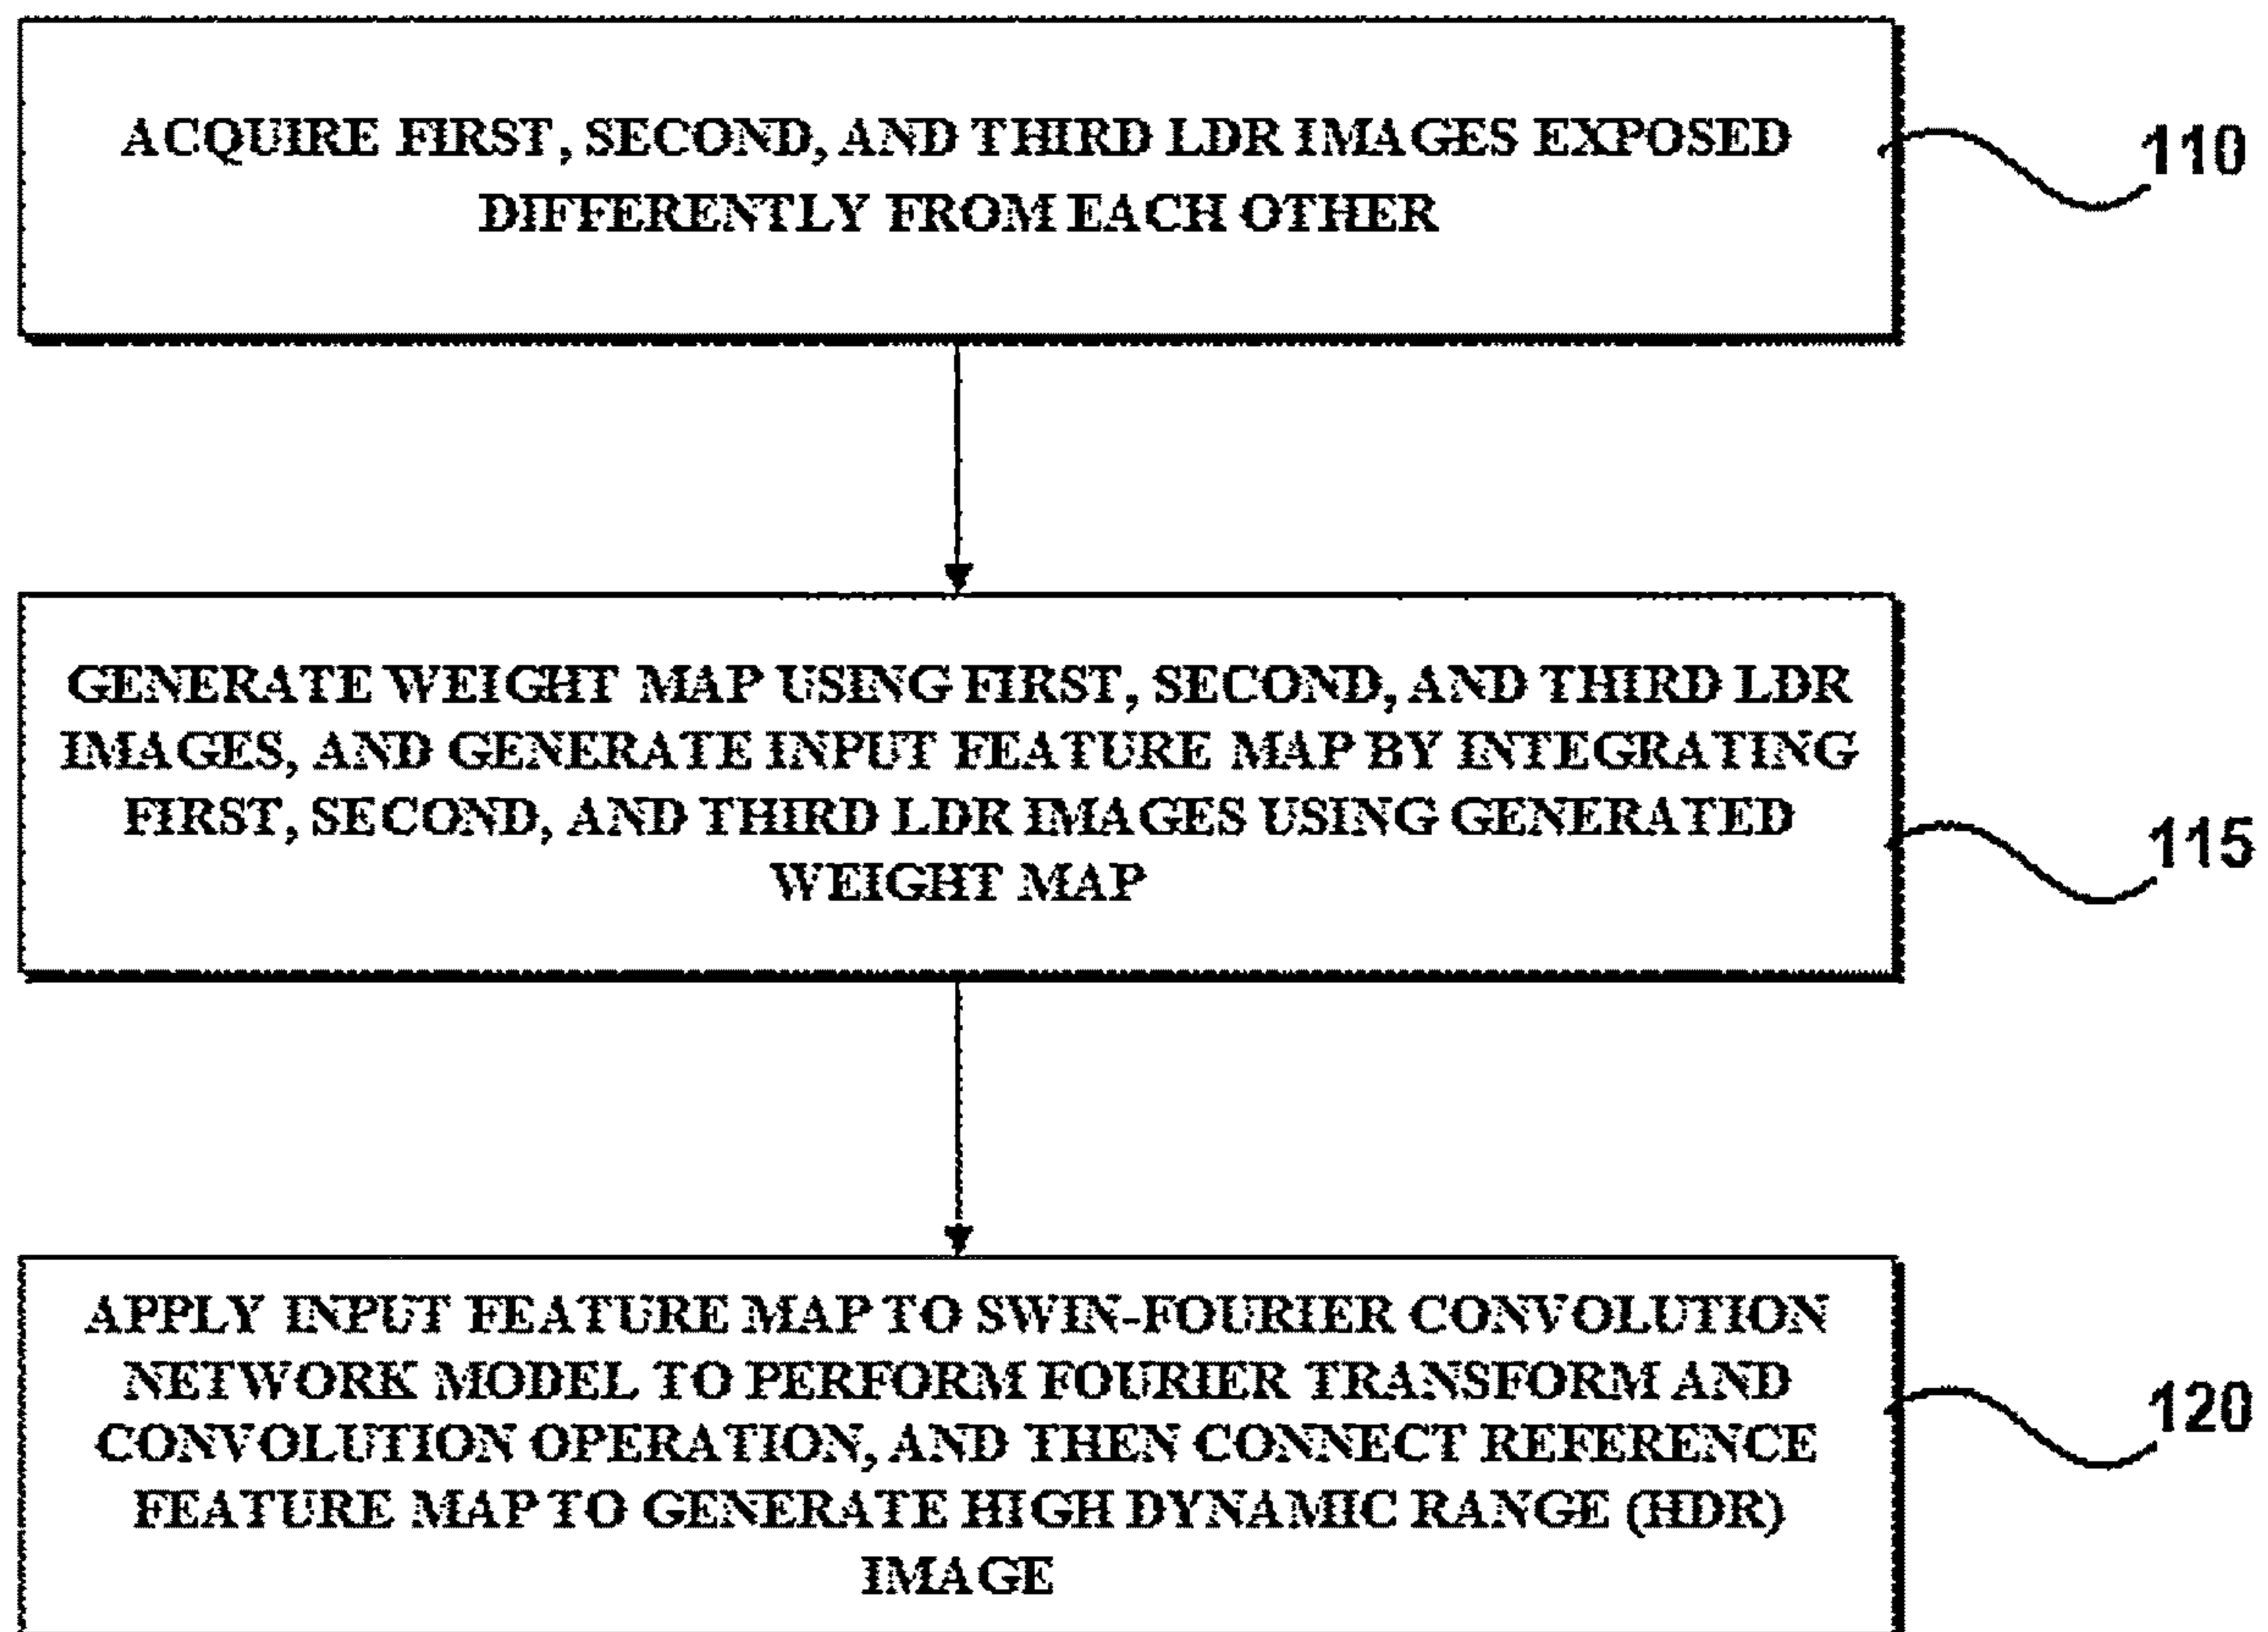 ACQUIRE FIRST, SECOND, AND THIRD LDR IMAGES EXPOSED
DIFFERENTLY FROM EACH OTHER
110
GENERATE WEIGHT MAP USING FIRST, SECOND, AND THIRD LDR
IMAGES, AND GENERATE INPUT FEATURE MAP BY INTEGRATING
FIRST, SECOND, AND THIRD LDR IMAGES USING GENERATED
WEIGHT MAP
115
APPLY INPUT FEATURE MAP TO SWIN-FOURIER CONVOLUTION
NETWORK MODEL TO PERFORM FOURIER TRANSFORM AND
CONVOLUTION OPERATION, AND THEN CONNECT REFERENCE
FEATURE MAP TO GENERATE HIGH DYNAMIC RANGE (HDR)
IMAGE
120